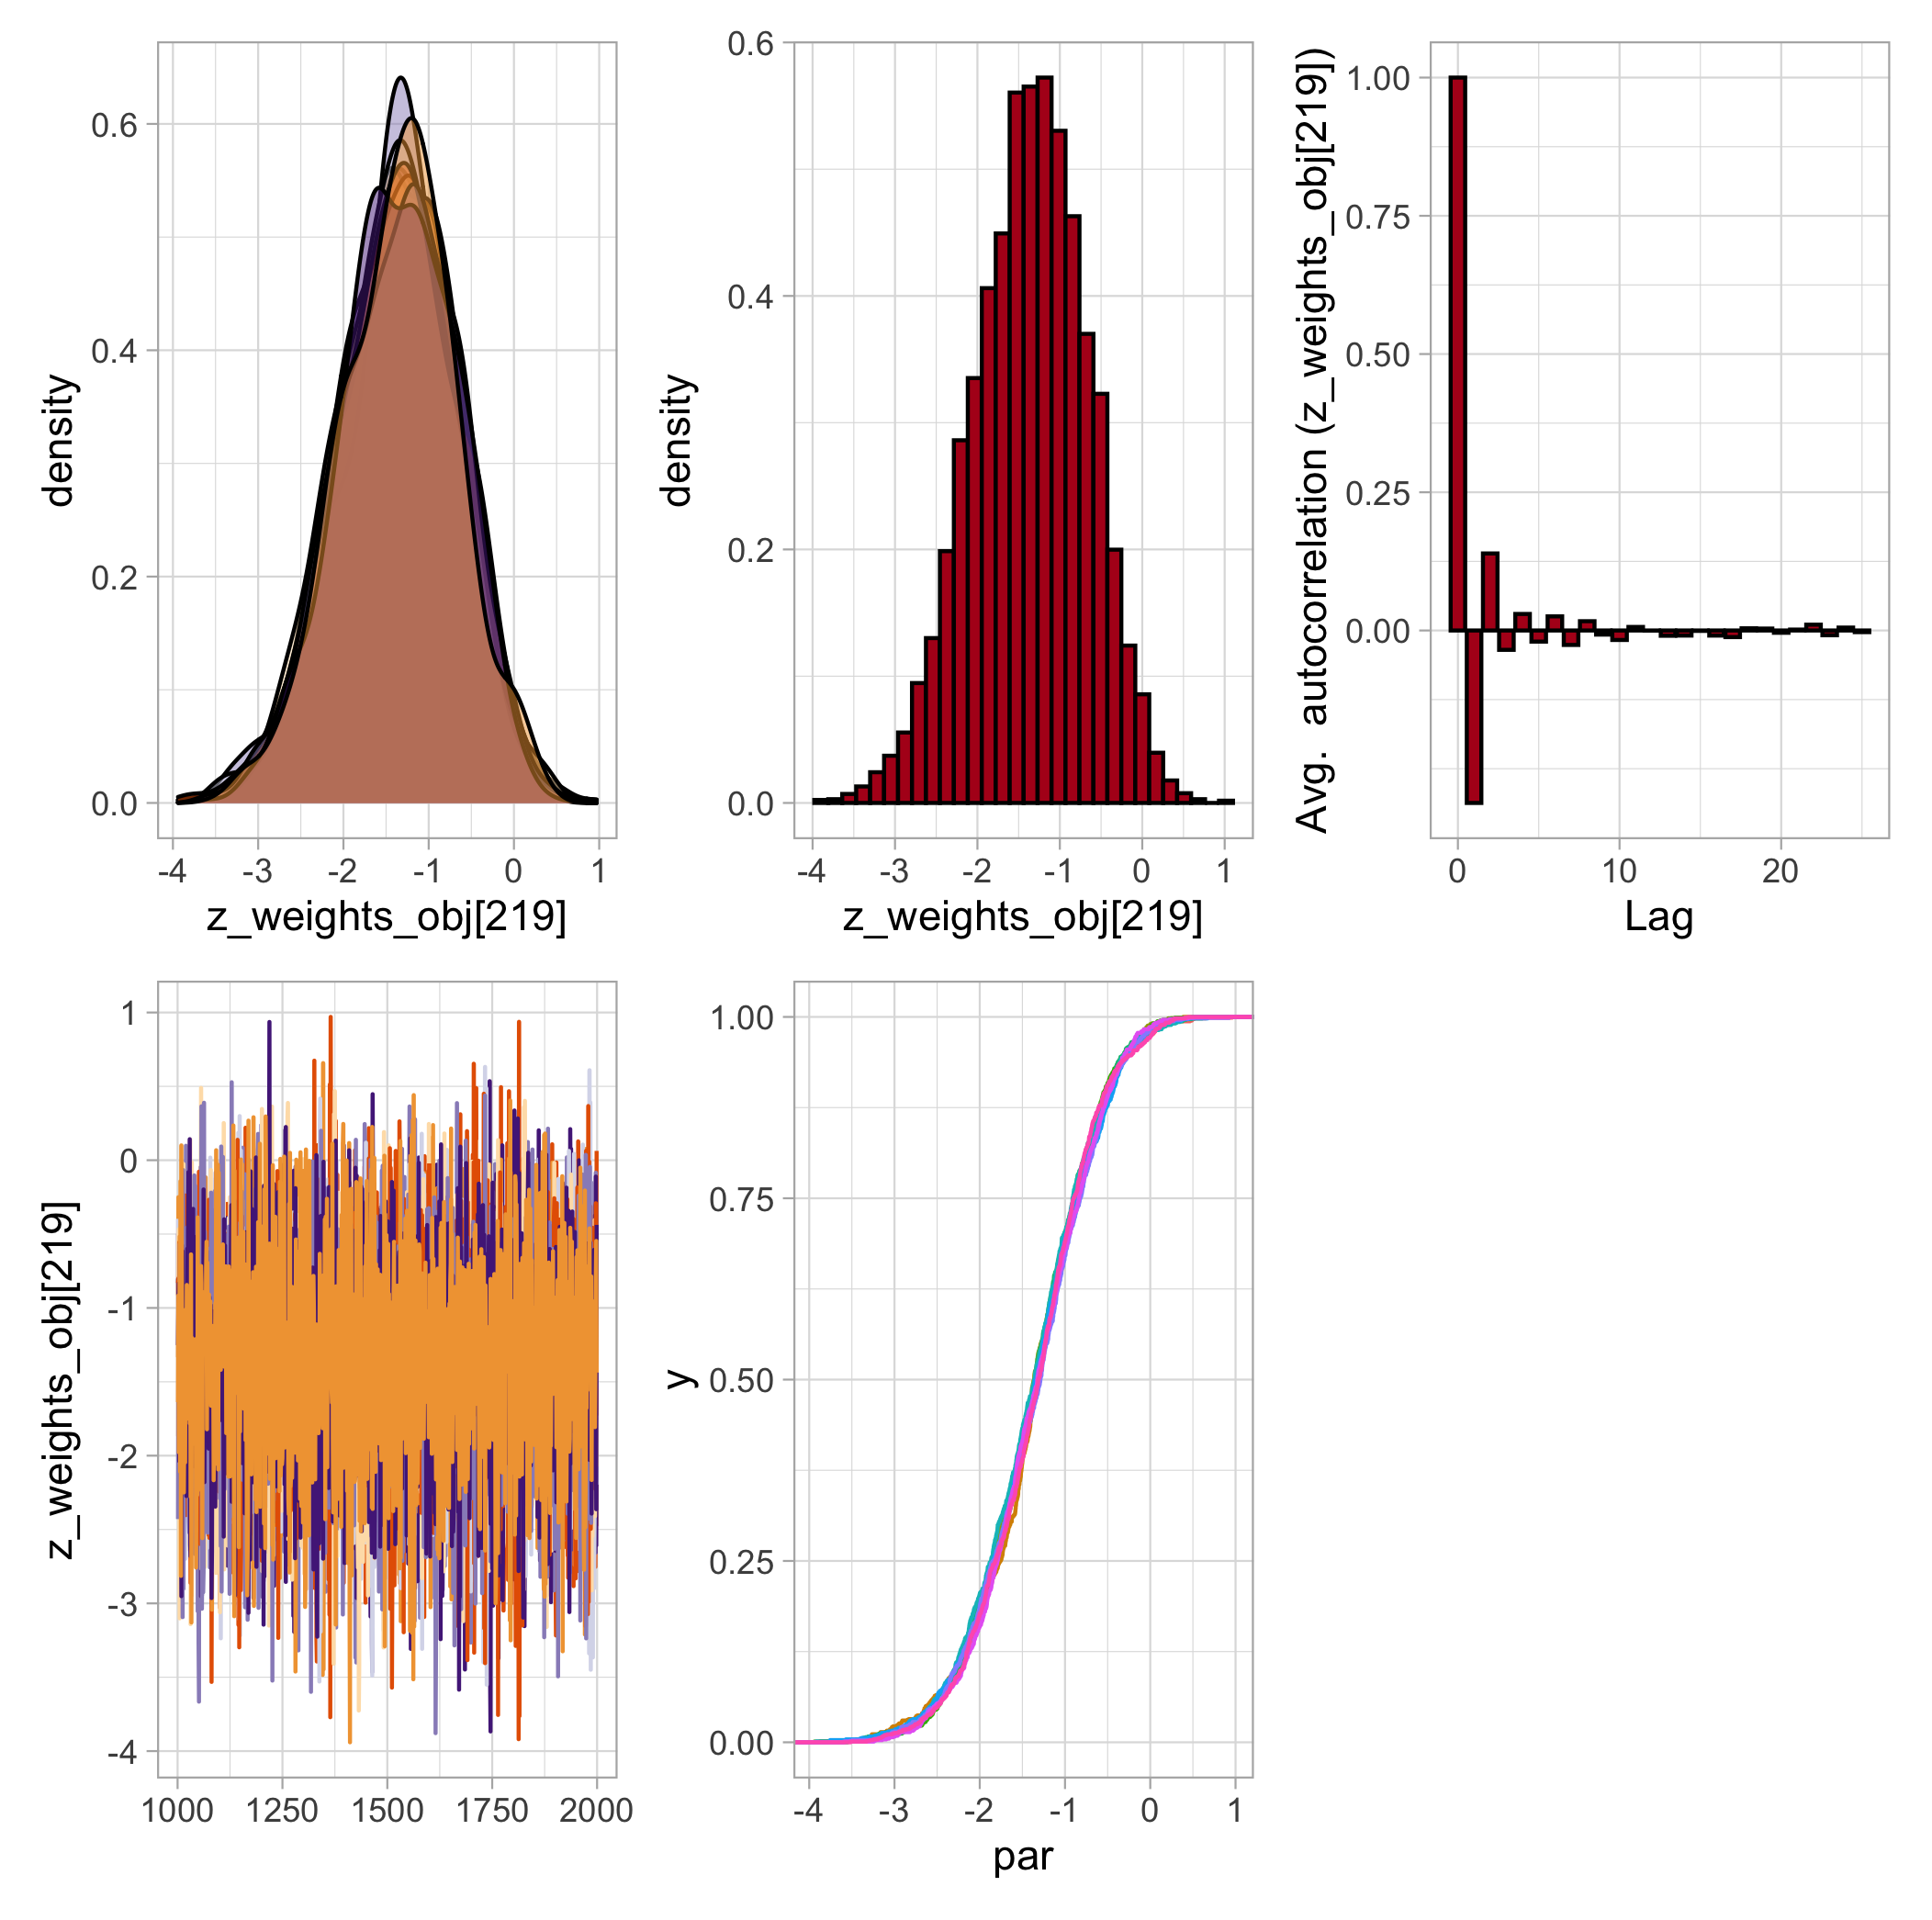 density
0.6
0.4
0.2
0.0
-4 -3 -2 -1 0 1
z_weights_obj[219]
density
0.6
0.4
0.2
0.0
-4 -3 -2 -1 0 1
z_weights_obj[219]
Avg. autocorrelation (z_weights_obj[219])
1.00
0.75
0.50
0.25
0.00
0 10 20
Lag
z_weights_obj[219]
1
0
-1
-2
-3
-4
1000 1250 1500 1750 2000
y
1.00
0.75
0.50
0.25
0.00
-4 -3 -2 -1 0 1
par